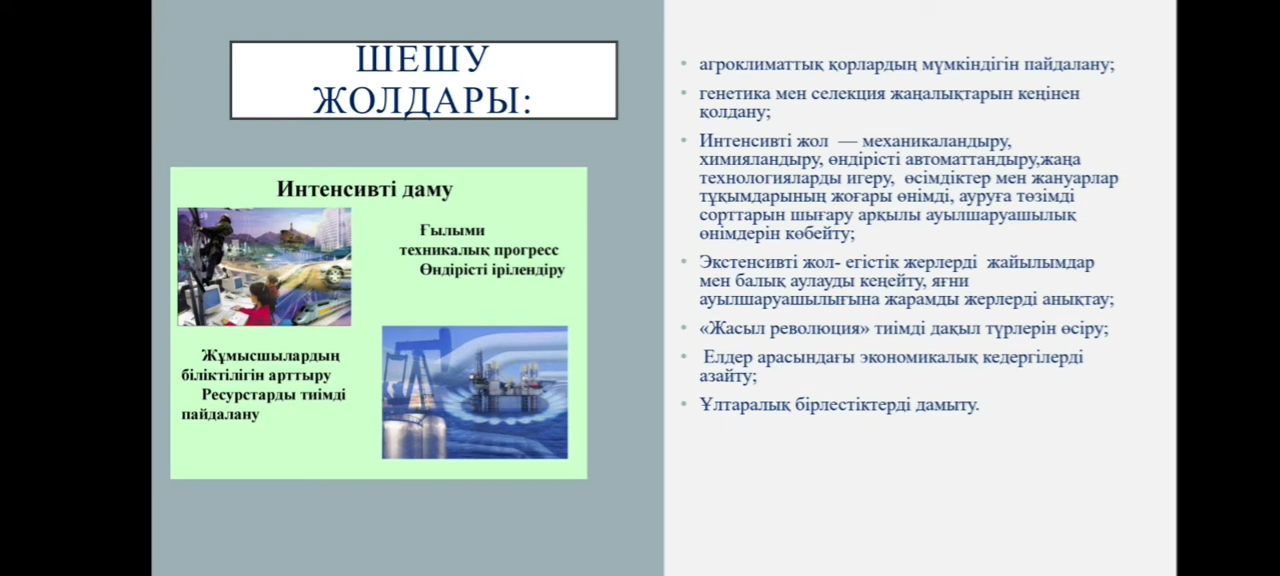 ШЕШУ
ЖОЛДАРЫ:
Интенсивті даму
Ғылыми
техникалық прогресс
Өндірісті ірілендіру
Жұмысшылардың
біліктілігін арттыру
Ресурстарды тиімді
пайдалану
• агроклиматтық қорлардың мүмкіндігін пайдалану;
• генетика мен селекция жаңалықтарын кеңінен
қолдану;
• Интенсивті жол — механикаландыру,
химияландыру, өндірісті автоматтандыру,жаңа
технологияларды игеру, өсімдіктер мен жануарлар
тұқымдарының жоғары өнімді, ауруға төзімді
сорттарын шығару арқылы ауылшаруашылық
өнімдерін көбейту;
• Экстенсивті жол- егістік жерлерді жайылымдар
мен балық аулауды кеңейту, яғни
ауылшаруашылығына жарамды жерлерді анықтау;
• «Жасыл революция» тиімді дақыл түрлерін өсіру;
• Елдер арасындағы экономикалық кедергілерді
азайту;
• Ұлтаралық бірлестіктерді дамыту.